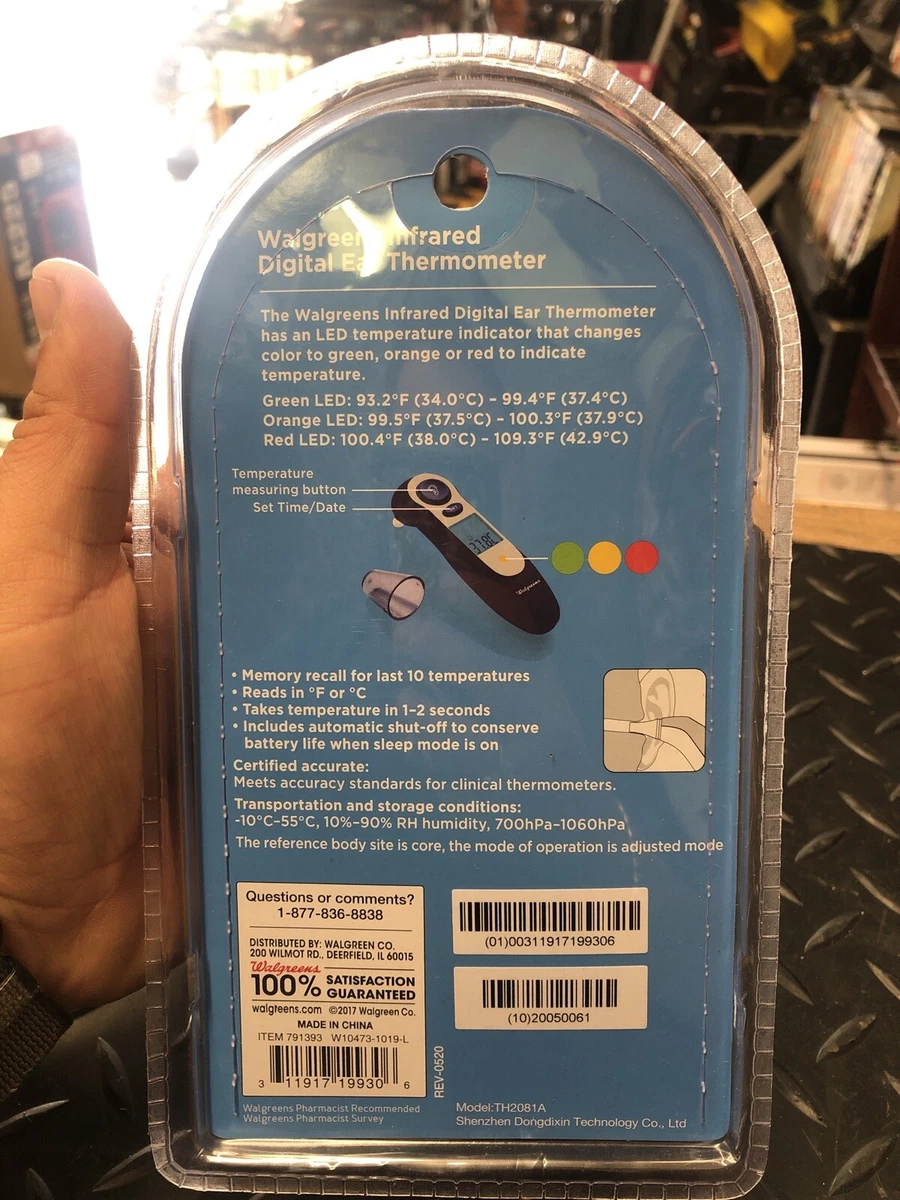 Walgreens Infrared
Digital Ear Thermometer
The Walgreens Infrared Digital Ear Thermometer
has an LED temperature indicator that changes
color to green, orange or red to indicate
temperature.
Green LED: 93.2°F (34.0°C) – 99.4°F (37.4°C)
Orange LED: 99.5°F (37.5°C) – 100.3°F (37.9°C)
Red LED: 100.4°F (38.0°C) – 109.3°F (42.9°C)
Temperature
measuring button
Set Time/Date
37.8°C
Walgreens
• Memory recall for last 10 temperatures
• Reads in °F or °C
• Takes temperature in 1–2 seconds
• Includes automatic shut-off to conserve
battery life when sleep mode is on
Certified accurate:
Meets accuracy standards for clinical thermometers.
Transportation and storage conditions:
-10°C-55°C, 10%-90% RH humidity, 700hPa-1060hPa
The reference body site is core, the mode of operation is adjusted mode
Questions or comments?
1-877-836-8838
DISTRIBUTED BY: WALGREEN CO.
200 WILMOT RD., DEERFIELD, IL 60015
Walgreens
100% SATISFACTION
GUARANTEED
walgreens.com ©2017 Walgreen Co.
MADE IN CHINA
ITEM 791393 W10473-1019-L
3 11917 19930 6
REV-0520
(01)00311917199306
(10)20050061
Walgreens Pharmacist Recommended
Walgreens Pharmacist Survey
Model:TH2081A
Shenzhen Dongdixin Technology Co., Ltd